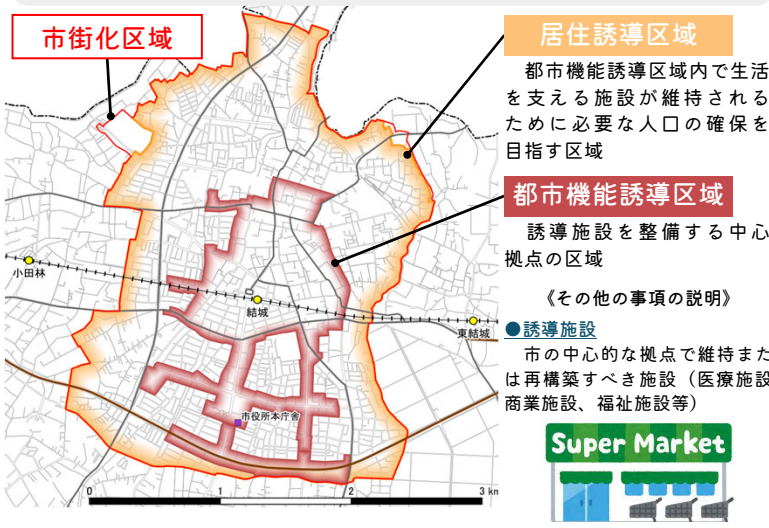 市街化区域
居住誘導区域
都市機能誘導区域内で生活
を支える施設が維持される
ために必要な人口の確保を
目指す区域
都市機能誘導区域
誘導施設を整備する中心
拠点の区域
《その他の事項の説明》
●誘導施設
市の中心的な拠点で維持また
は再構築すべき施設（医療施設
商業施設、福祉施設等）
Super Market
小田林
結城
東結城
市役所本庁舎
0 1 2 3 km